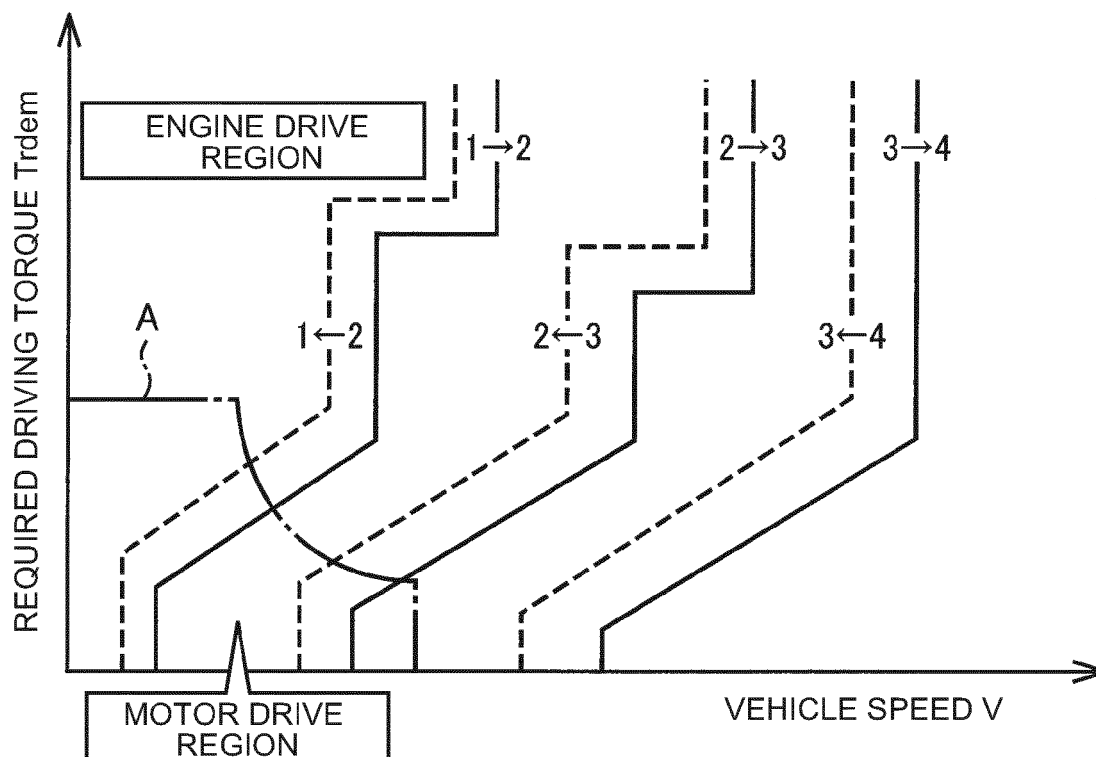 REQUIRED DRIVING TORQUE Trdem
ENGINE DRIVE
REGION
1→2
2→3
3→4
A
1←2
2←3
3←4
MOTOR DRIVE
REGION
VEHICLE SPEED V